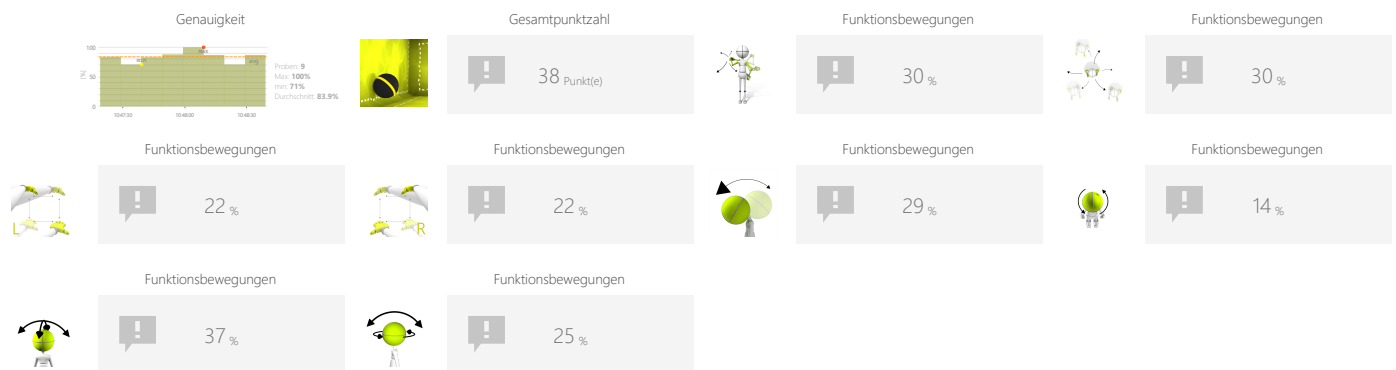 Genauigkeit
Gesamtpunktzahl
Funktionsbewegungen
Funktionsbewegungen
100
50
0
[%]
Proben: 9
Max: 100%
min: 71%
Durchschnitt: 83.9%
10:47:30
10:48:00
10:48:30
38 Punkt(e)
30 %
30 %
Funktionsbewegungen
Funktionsbewegungen
Funktionsbewegungen
Funktionsbewegungen
L
22 %
R
22 %
29 %
14 %
Funktionsbewegungen
Funktionsbewegungen
37 %
25 %